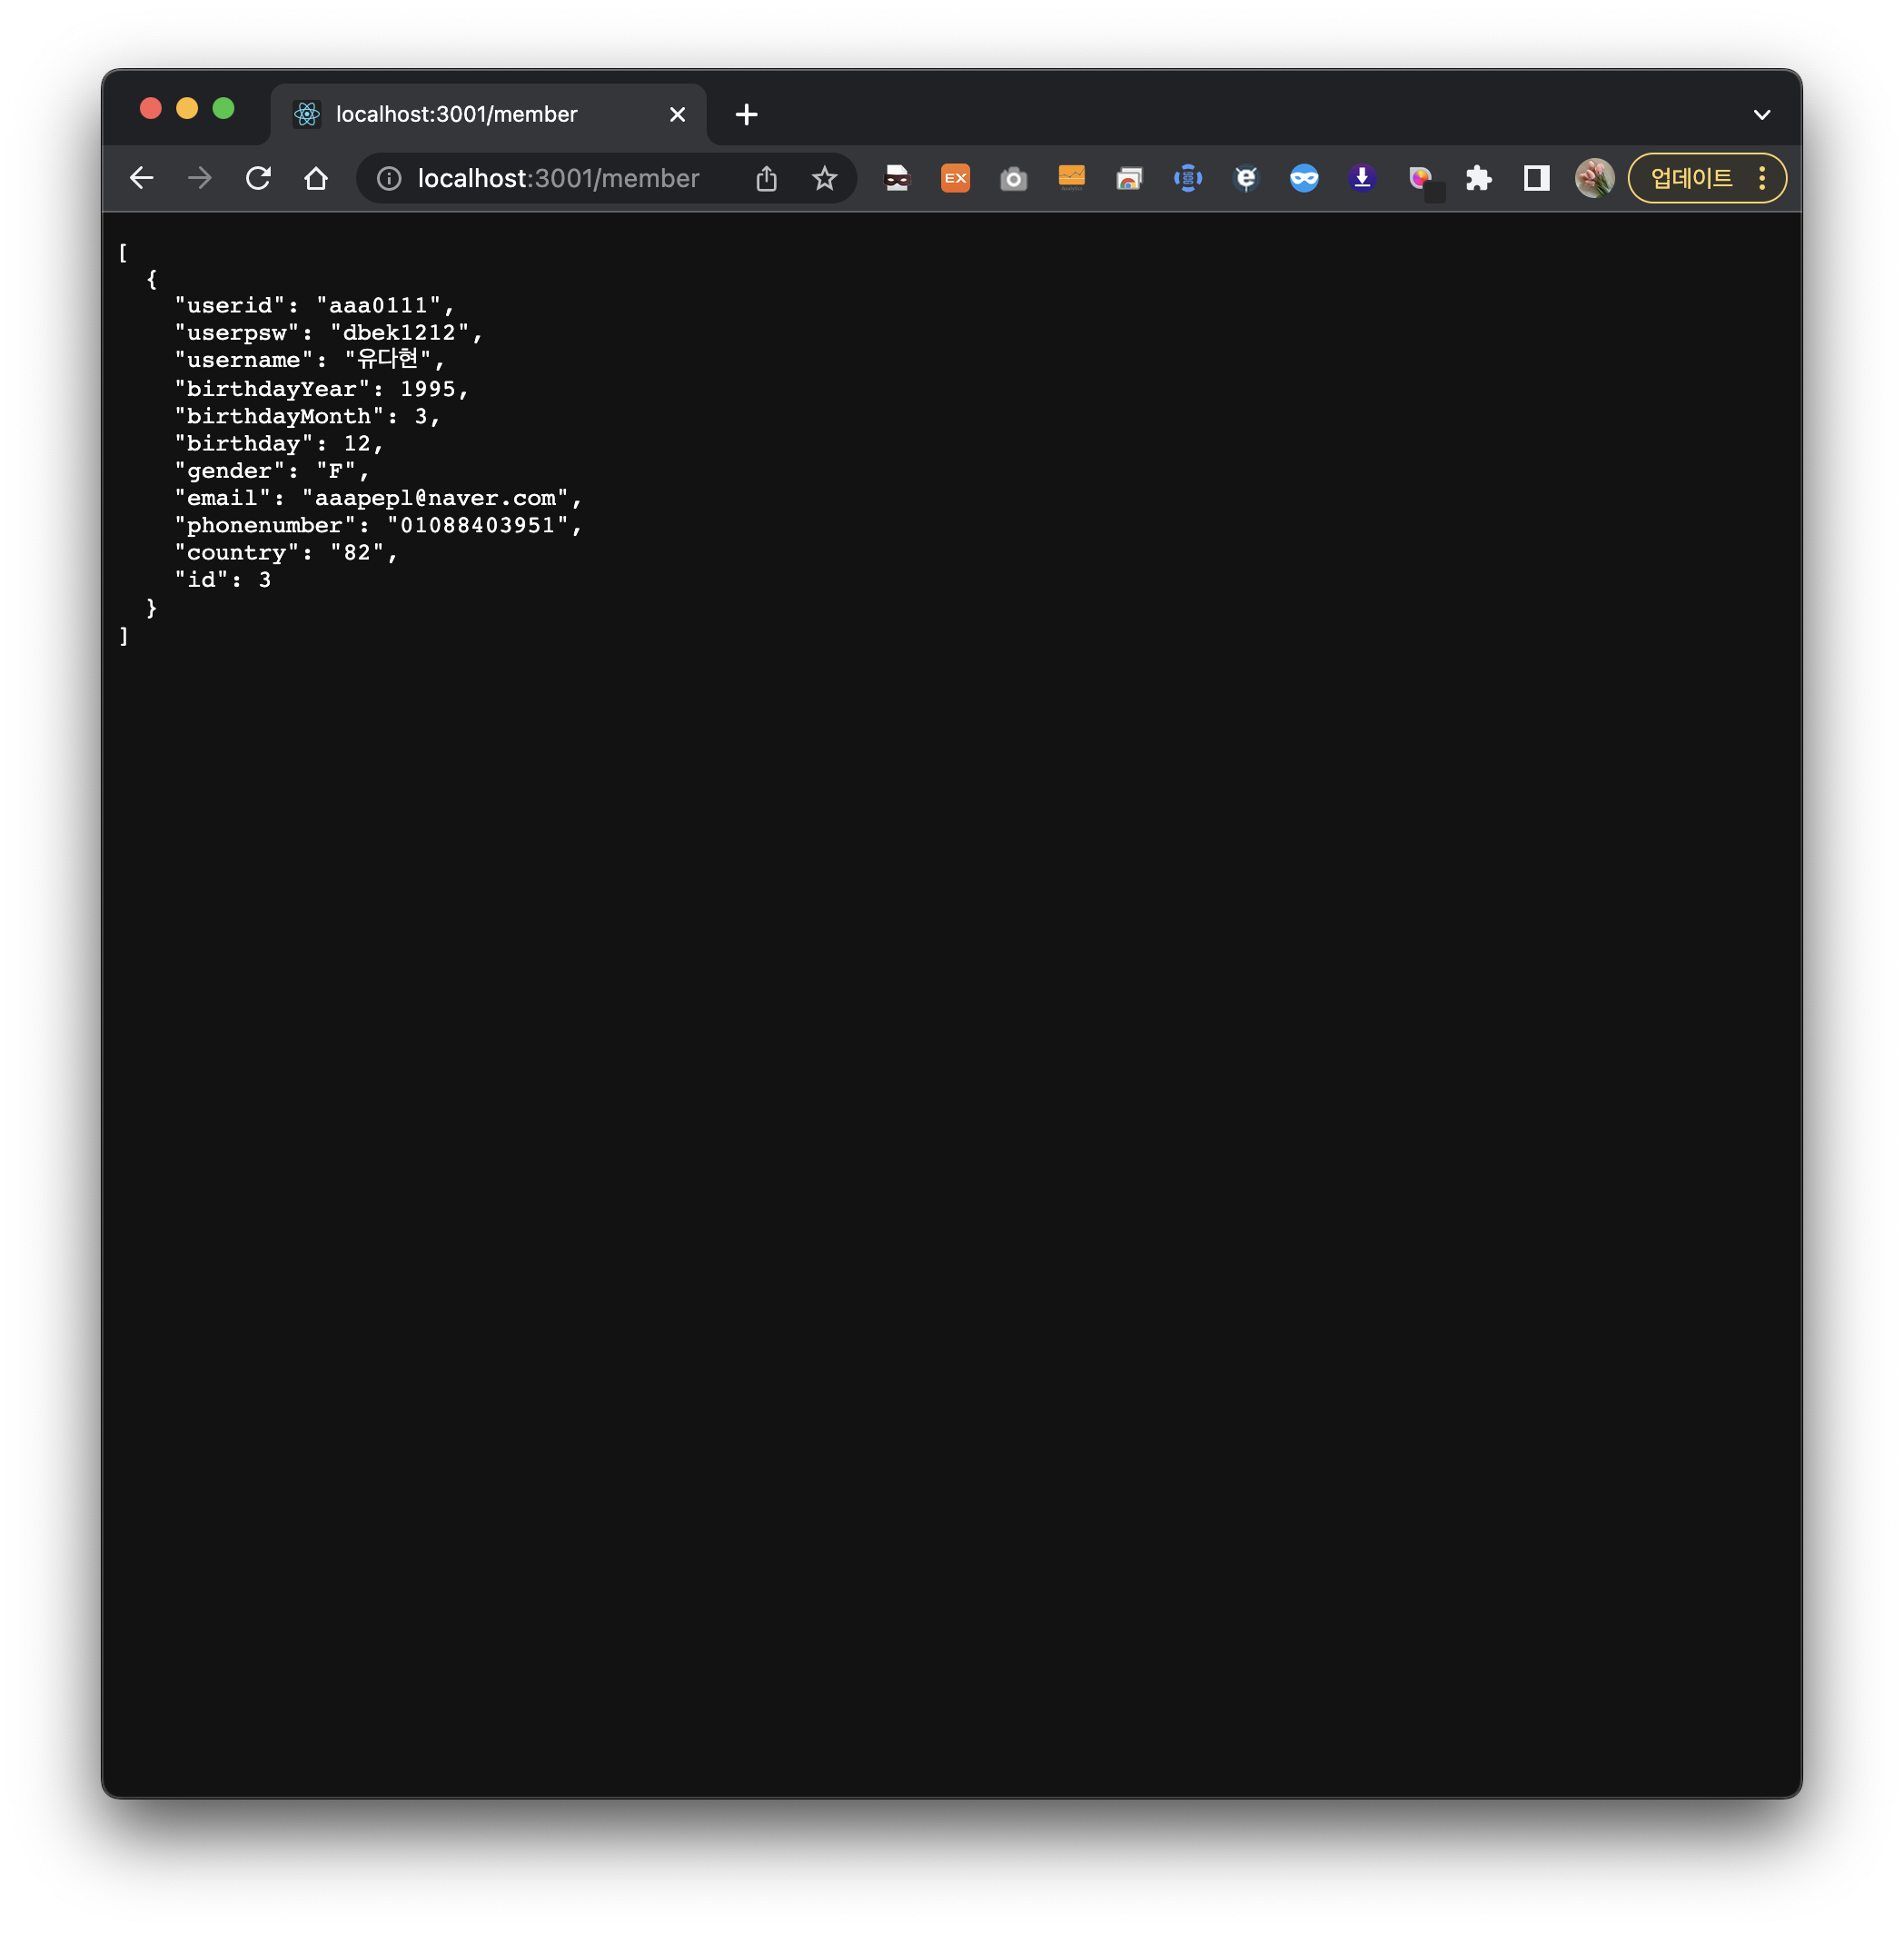 localhost:3001/member
localhost:3001/member
EX
업데이트
[
  {
    "userid": "aaa0111",
    "userpsw": "dbek1212",
    "username": "유다현",
    "birthdayYear": 1995,
    "birthdayMonth": 3,
    "birthday": 12,
    "gender": "F",
    "email": "aaapepl@naver.com",
    "phonenumber": "01088403951",
    "country": "82",
    "id": 3
  }
]